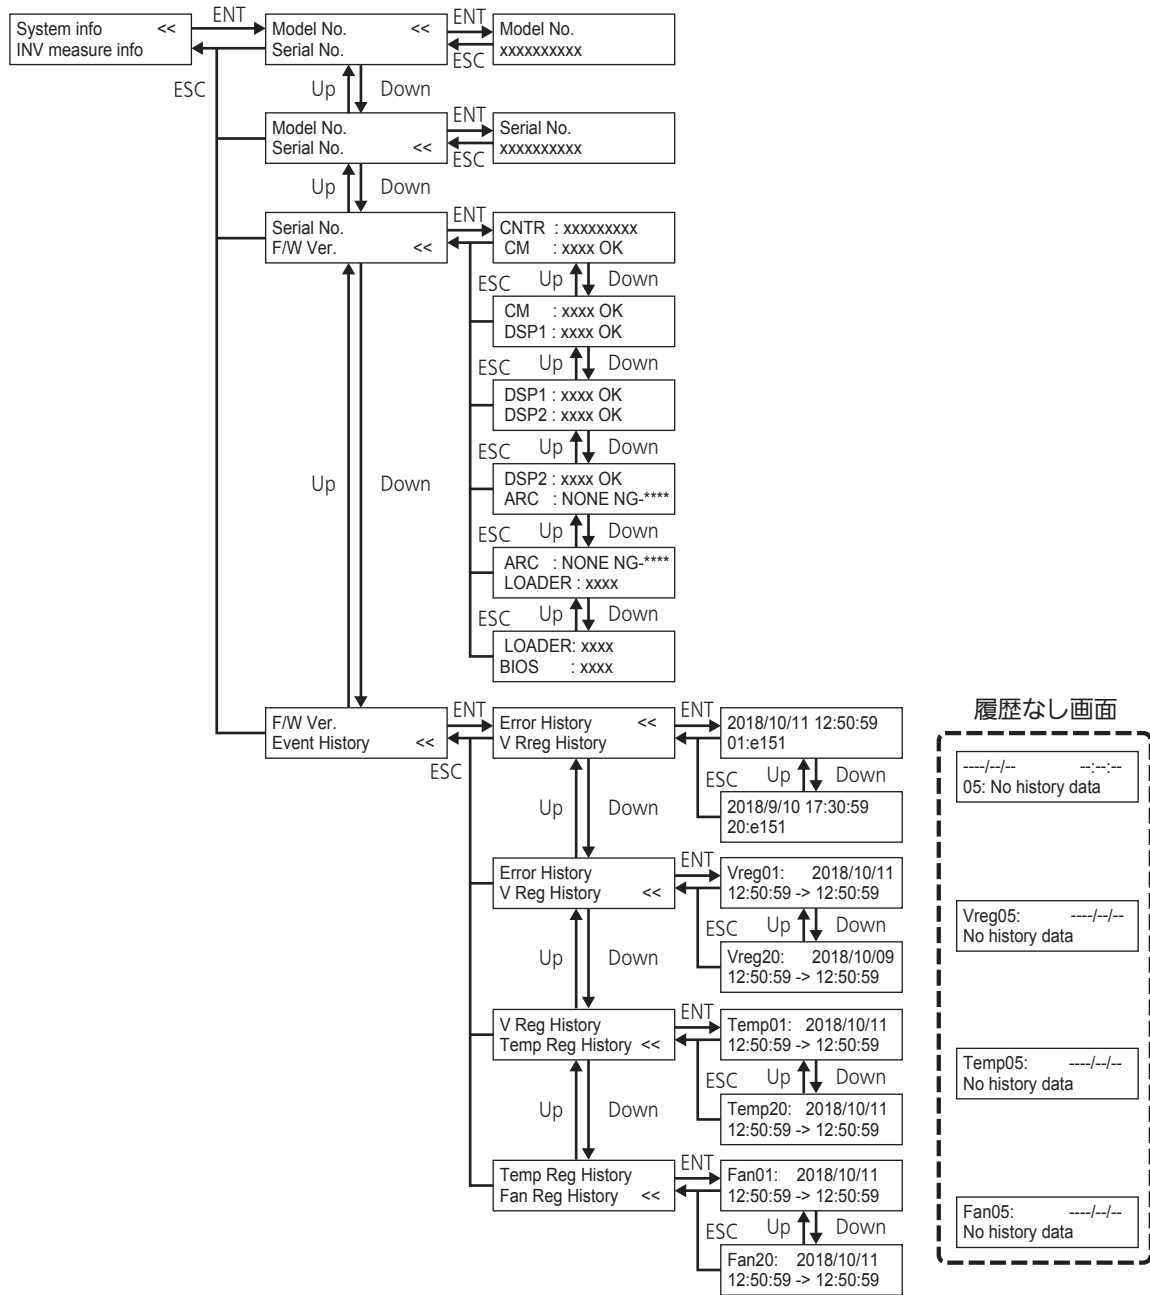 System info <<
INV measure info
ENT
Model No. <<
Serial No.
ENT
ESC
Model No.
xxxxxxxxxx
ESC
Up
Down
Model No.
Serial No. <<
ENT
ESC
Serial No.
xxxxxxxxxx
Up
Down
Serial No.
F/W Ver. <<
ENT
CNTR : xxxxxxxxx
CM : xxxx OK
ESC
Up
Down
CM : xxxx OK
DSP1 : xxxx OK
ESC
Up
Down
DSP1 : xxxx OK
DSP2 : xxxx OK
ESC
Up
Down
DSP2 : xxxx OK
ARC : NONE NG-****
ESC
Up
Down
ARC : NONE NG-****
LOADER : xxxx
ESC
Up
Down
LOADER: xxxx
BIOS : xxxx
Up
Down
F/W Ver.
Event History <<
ENT
ESC
Error History <<
V Rreg History
ENT
2018/10/11 12:50:59
01:e151
ESC
Up
Down
2018/9/10 17:30:59
20:e151
Up
Down
Error History
V Reg History <<
ENT
Vreg01: 2018/10/11
12:50:59 -> 12:50:59
ESC
Up
Down
Vreg20: 2018/10/09
12:50:59 -> 12:50:59
Up
Down
V Reg History
Temp Reg History <<
ENT
Temp01: 2018/10/11
12:50:59 -> 12:50:59
ESC
Up
Down
Temp20: 2018/10/11
12:50:59 -> 12:50:59
Up
Down
Temp Reg History
Fan Reg History <<
ENT
Fan01: 2018/10/11
12:50:59 -> 12:50:59
ESC
Up
Down
Fan20: 2018/10/11
12:50:59 -> 12:50:59
履歴なし画面
----/--/-- --:--:--
05: No history data
Vreg05: ----/--/--
No history data
Temp05: ----/--/--
No history data
Fan05: ----/--/--
No history data